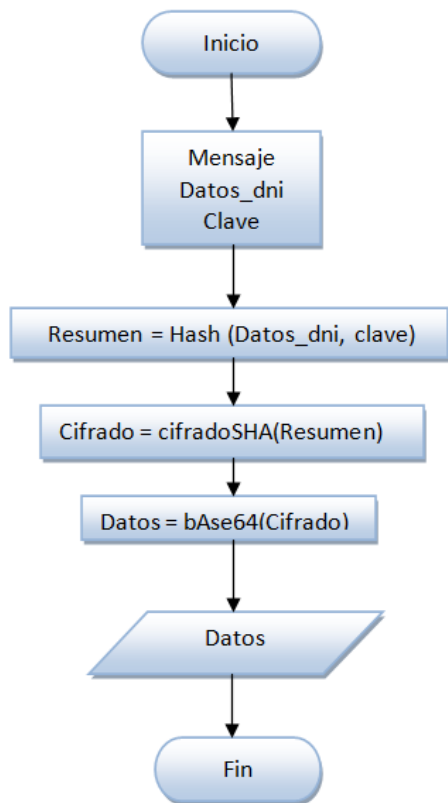 Inicio
Mensaje
Datos_dni
Clave
Resumen = Hash (Datos_dni, clave)
Cifrado = cifradoSHA(Resumen)
Datos = bAse64(Cifrado)
Datos
Fin